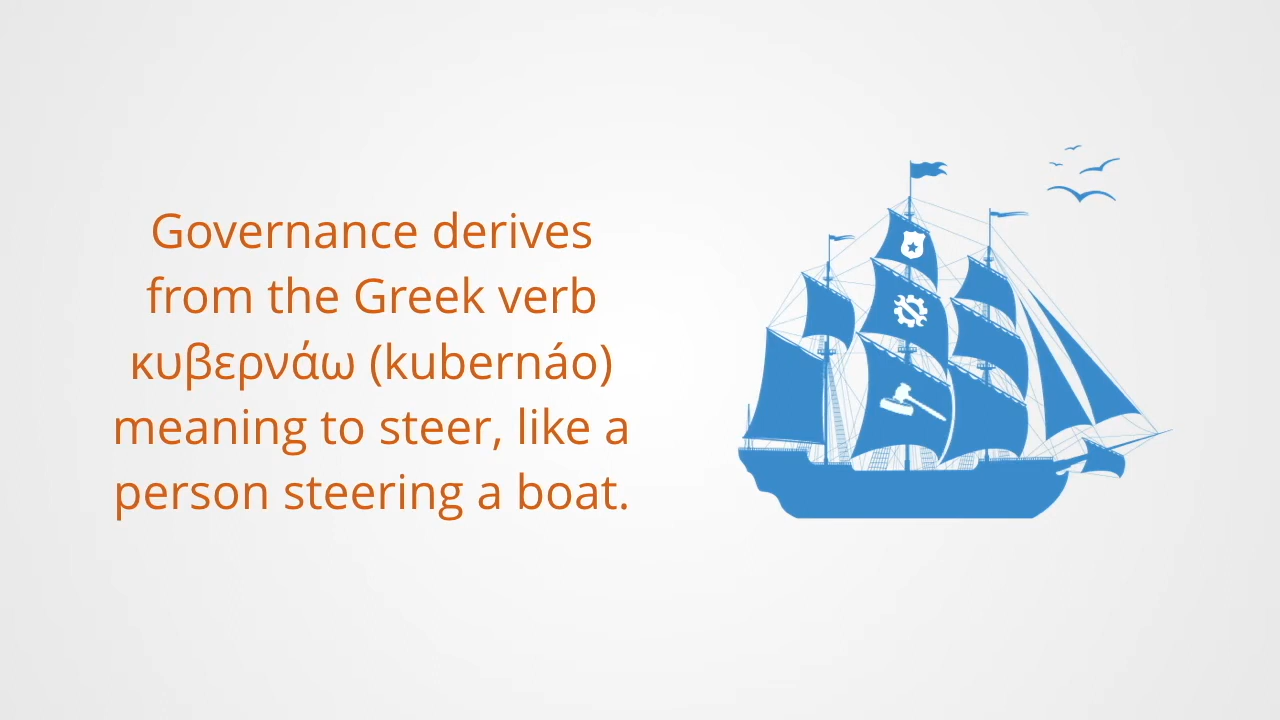 Governance derives
from the Greek verb
κυβερνάω (kubernáo)
meaning to steer, like a
person steering a boat.